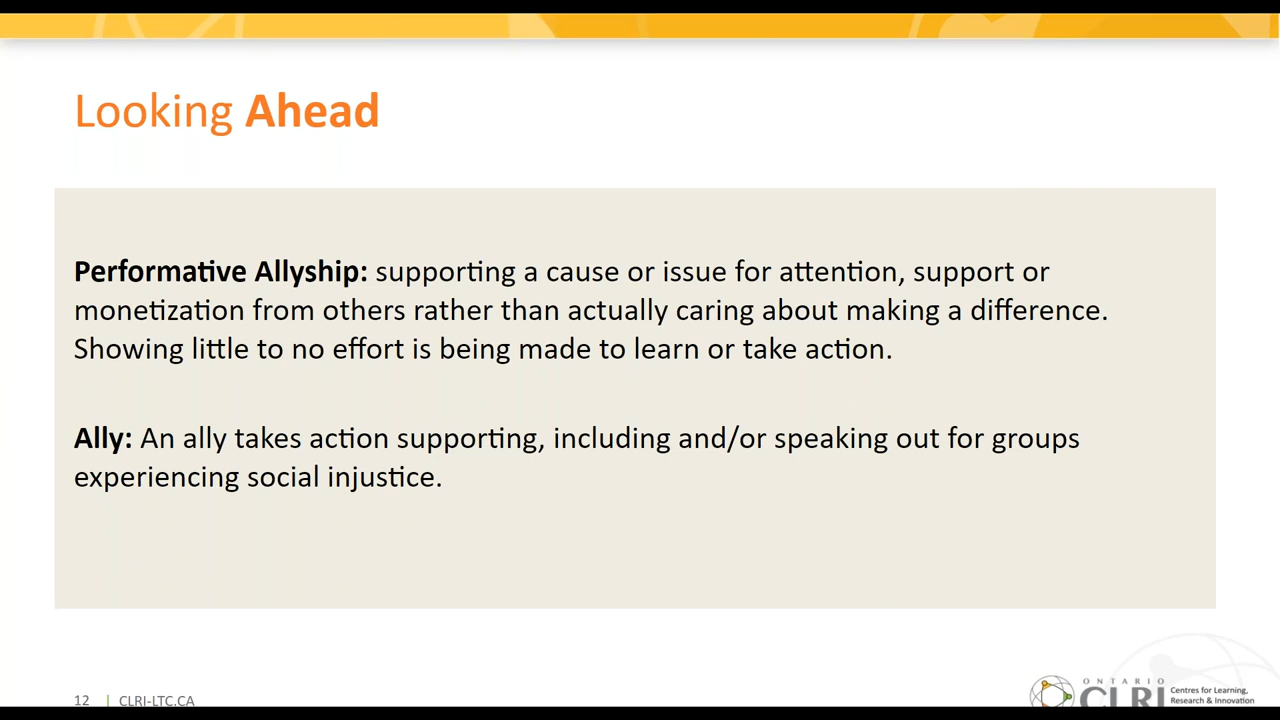 Looking Ahead
Performative Allyship: supporting a cause or issue for attention, support or
monetization from others rather than actually caring about making a difference.
Showing little to no effort is being made to learn or take action.
Ally: An ally takes action supporting, including and/or speaking out for groups
experiencing social injustice.
12 | CLRI-LTC.CA
ONTARIO
CLRI
Centres for Learning,
Research & Innovation